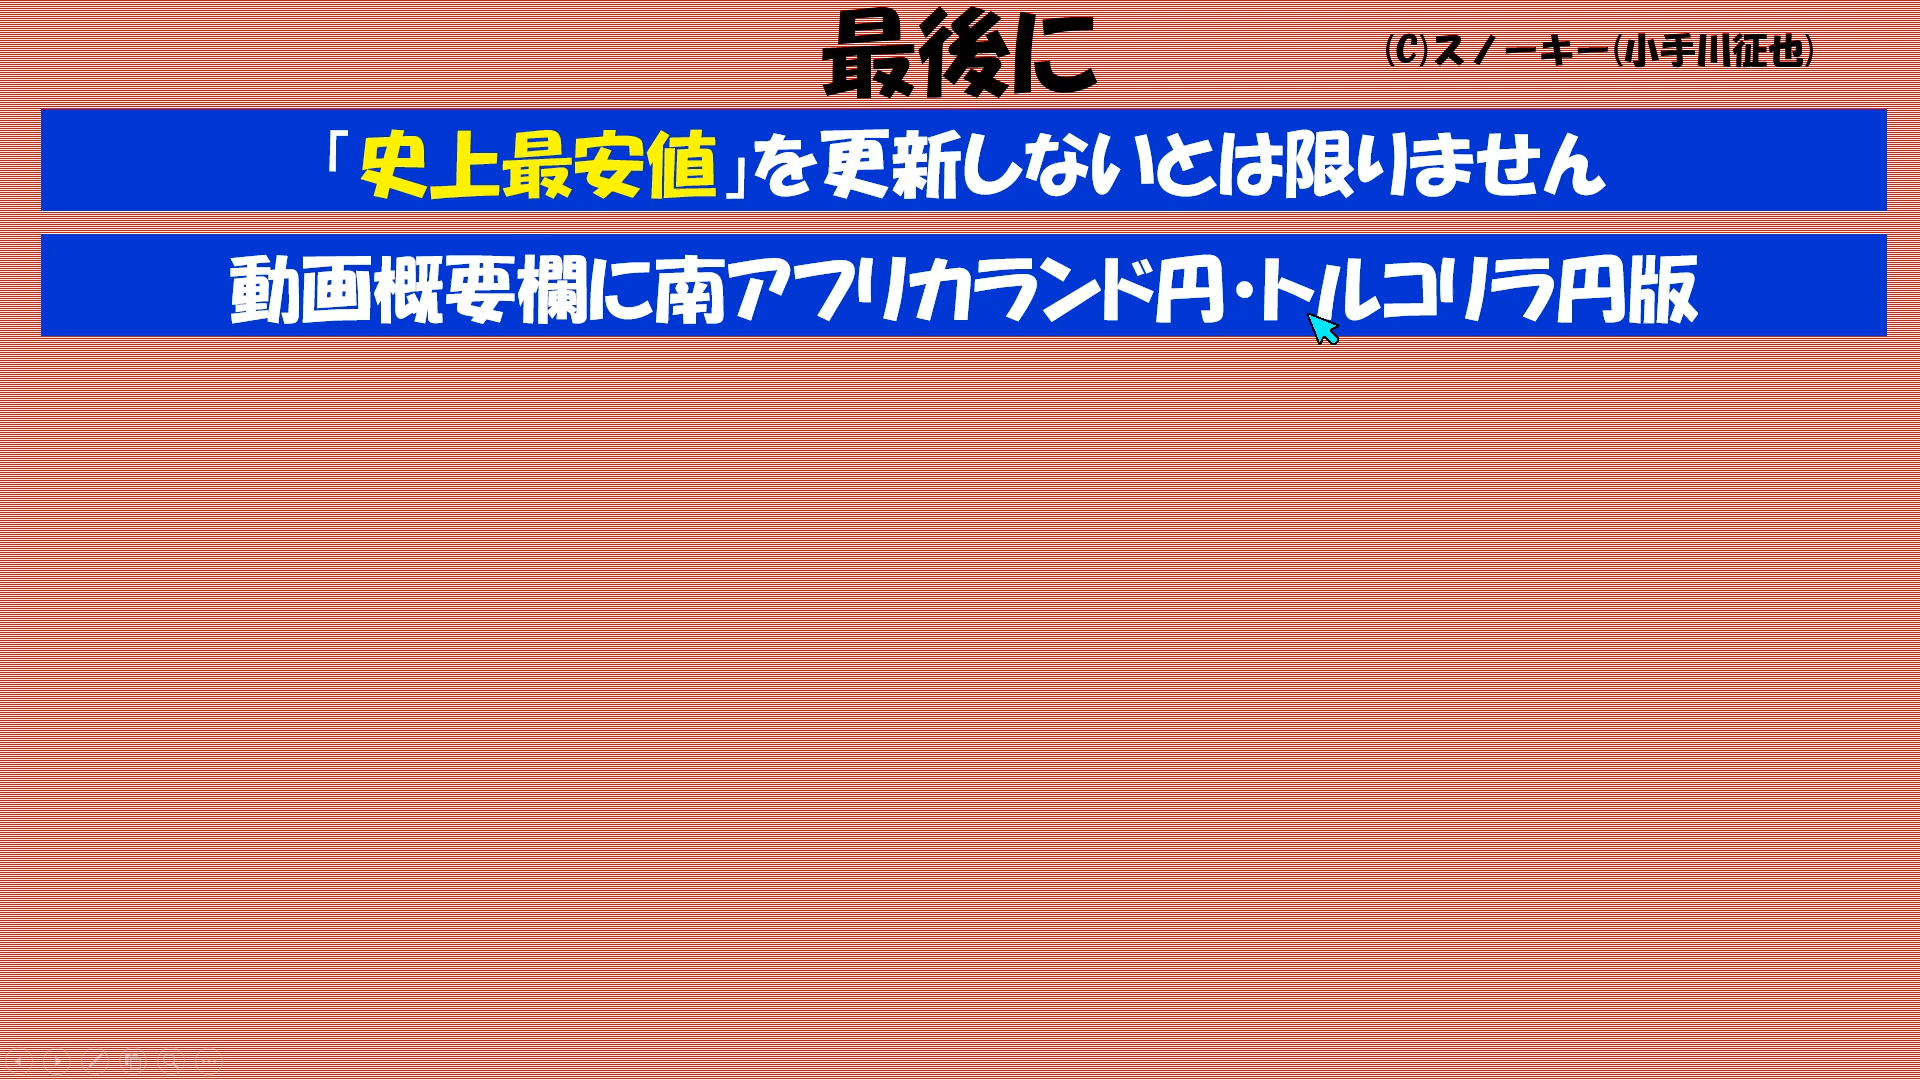 最後に
(C)スノーキー(小手川征也)
「史上最安値」を更新しないとは限りません
動画概要欄に南アフリカランド円・トルコリラ円版